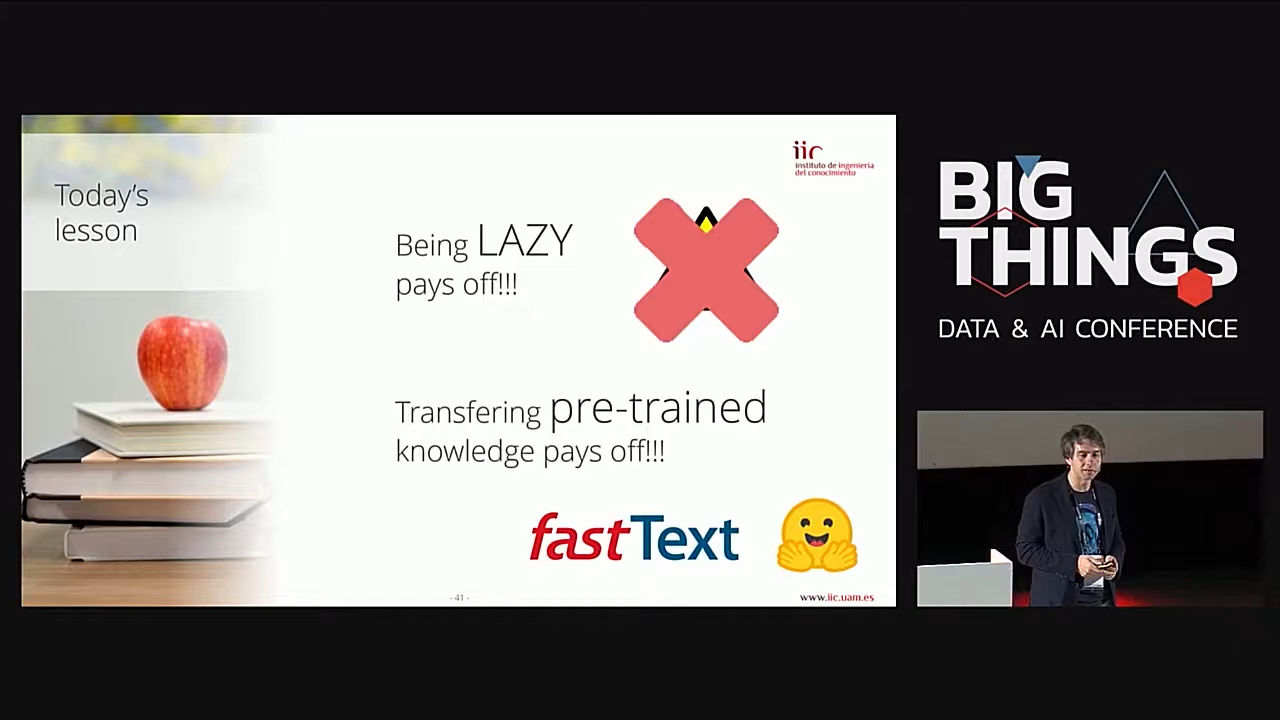 Today's
lesson
iic
instituto de ingeniería
del conocimiento
Being LAZY
pays off!!!
Transfering pre-trained
knowledge pays off!!!
fastText
- 41 -
www.iic.uam.es
BIG
THINGS
DATA & AI CONFERENCE